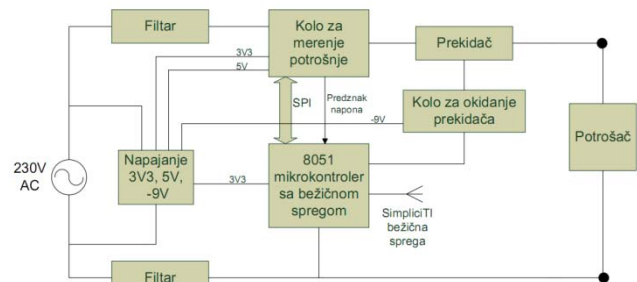 Filtar
Kolo za
merenje
potrošnje
Prekidač
3V3
5V
SPI
Predznak
napona
-9V
Kolo za okidanje
prekidača
Potrošač
230V
AC
Napajanje
3V3, 5V,
-9V
3V3
8051
mikrokontroler
sa bežičnom
spregom
SimpliciTI
bežična
sprega
Filtar